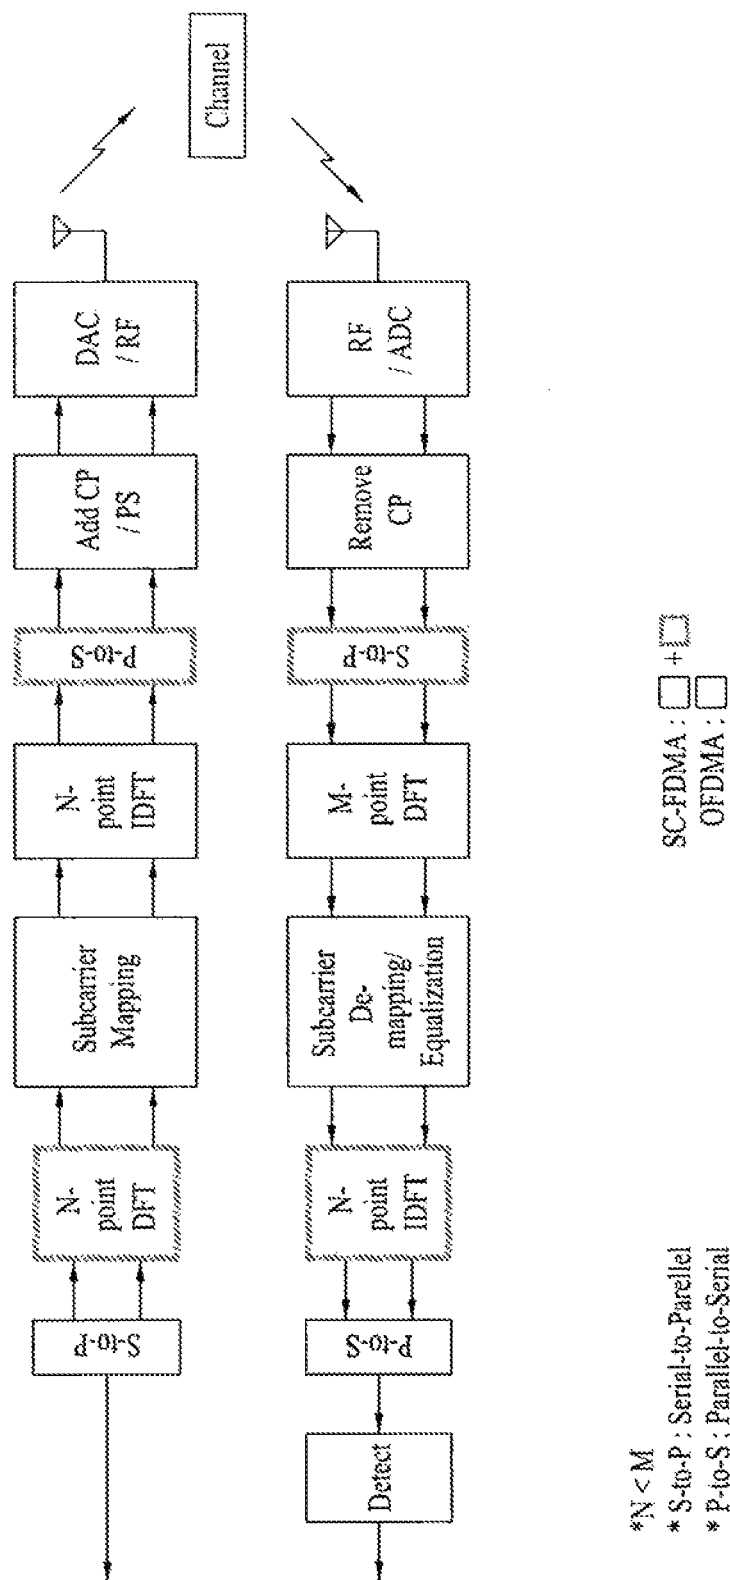 S-to-P
N-
point
DFT
Subcarrier
Mapping
N-
point
IDFT
P-to-S
Add CP
/ PS
DAC
/ RF
Channel
Detect
P-to-S
N-
point
IDFT
Subcarrier
De-
mapping/
Equalization
M-
point
DFT
S-to-P
Remove
CP
RF
/ ADC
*N < M
* S-to-P : Serial-to-Parellel
* P-to-S : Parallel-to-Serial
SC-FDMA : +
OFDMA :